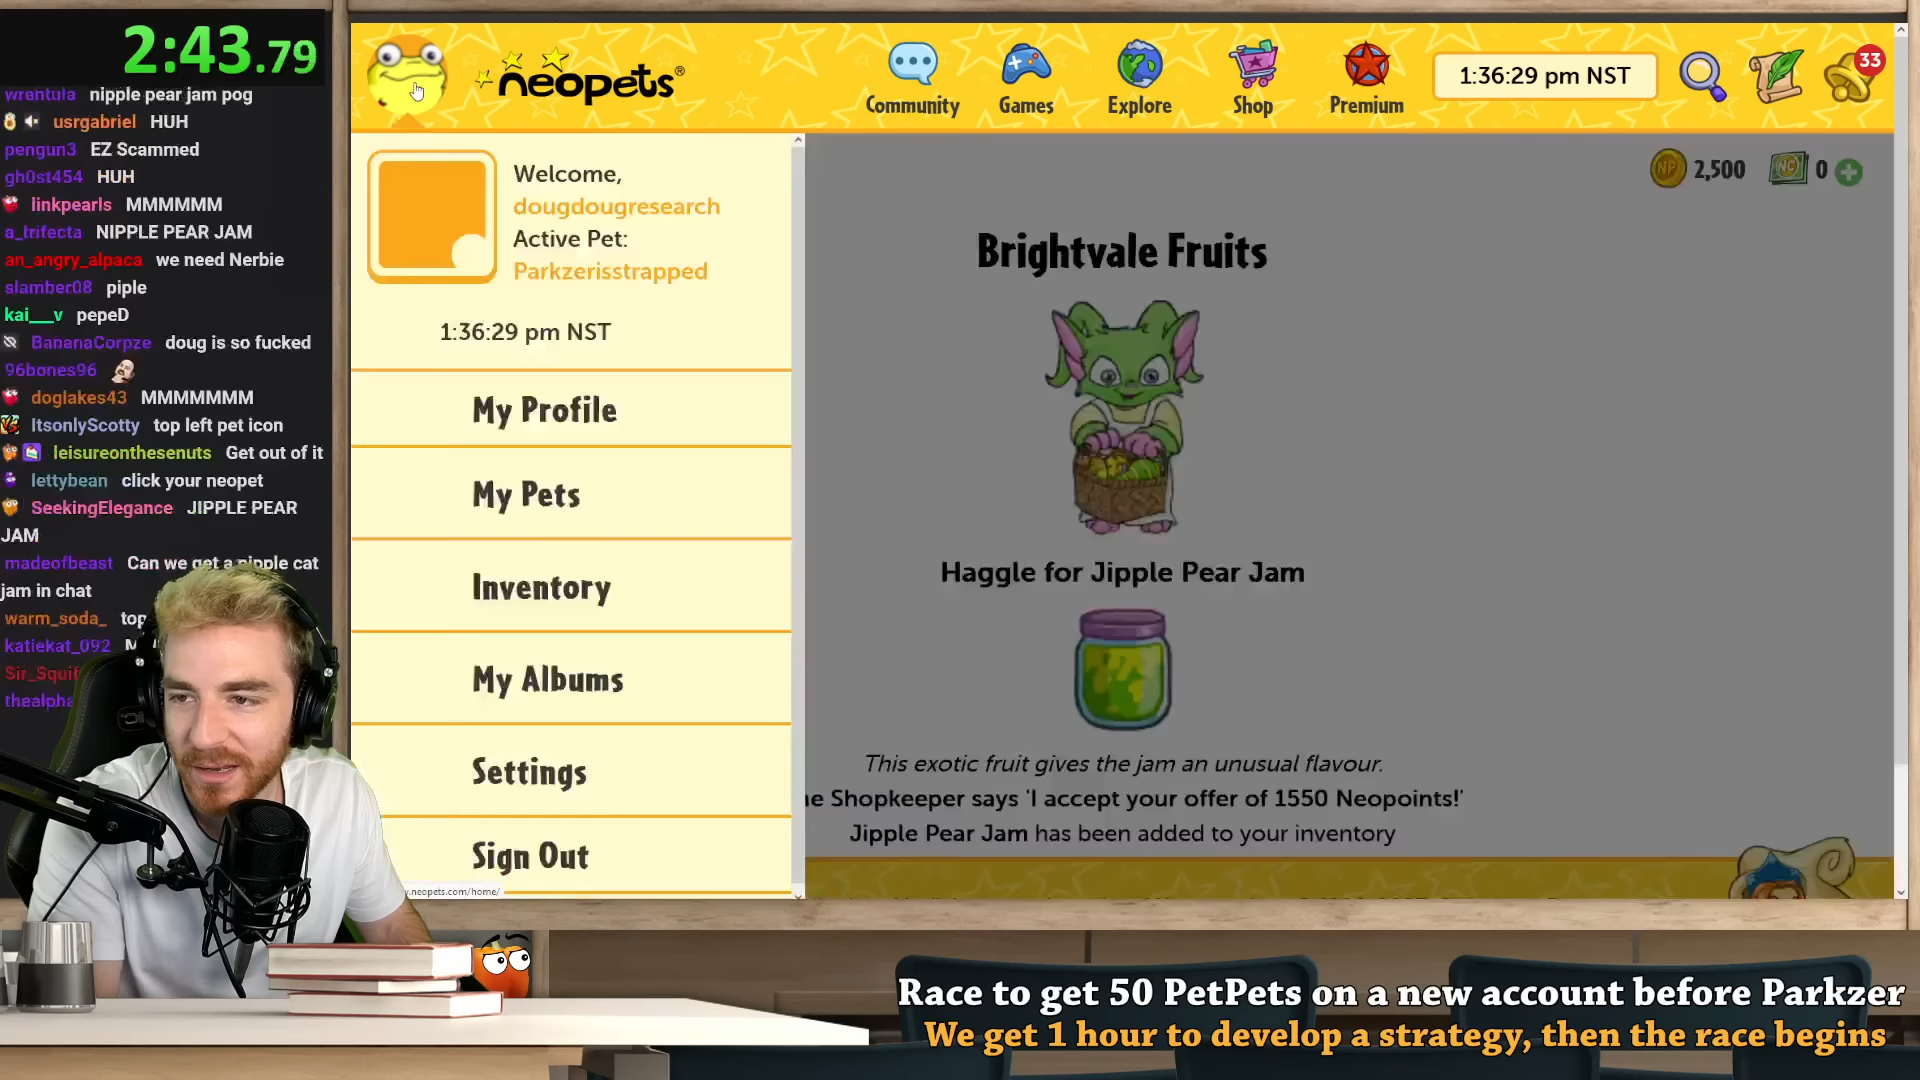 2:43.79
wrentula nipple pear jam pog
usrgabriel HUH
pengun3 EZ Scammed
gh0st454 HUH
linkpearls MMMMMM
a_trifecta NIPPLE PEAR JAM
an_angry_alpaca we need Nerbie
slamber08 piple
kai__v pepeD
BananaCorpze doug is so fucked
96bones96
doglakes43 MMMMMMM
ItsonlyScotty top left pet icon
leisureonthesenuts Get out of it
lettybean click your neopet
SeekingElegance JIPPLE PEAR
JAM
madeofbeast Can we get a nipple cat
jam in chat
warm_soda_ top
katiekat_092
neopets®
Community
Games
Explore
Shop
Premium
1:36:29 pm NST
33
Welcome,
dougdougresearch
Active Pet:
Parkzerisstrapped
1:36:29 pm NST
My Profile
My Pets
Inventory
My Albums
Settings
Sign Out
.neopets.com/home/
NP 2,500 NC 0
Brightvale Fruits
Haggle for Jipple Pear Jam
This exotic fruit gives the jam an unusual flavour.
Shopkeeper says 'I accept your offer of 1550 Neopoints!'
Jipple Pear Jam has been added to your inventory
Race to get 50 PetPets on a new account before Parkzer
We get 1 hour to develop a strategy, then the race begins